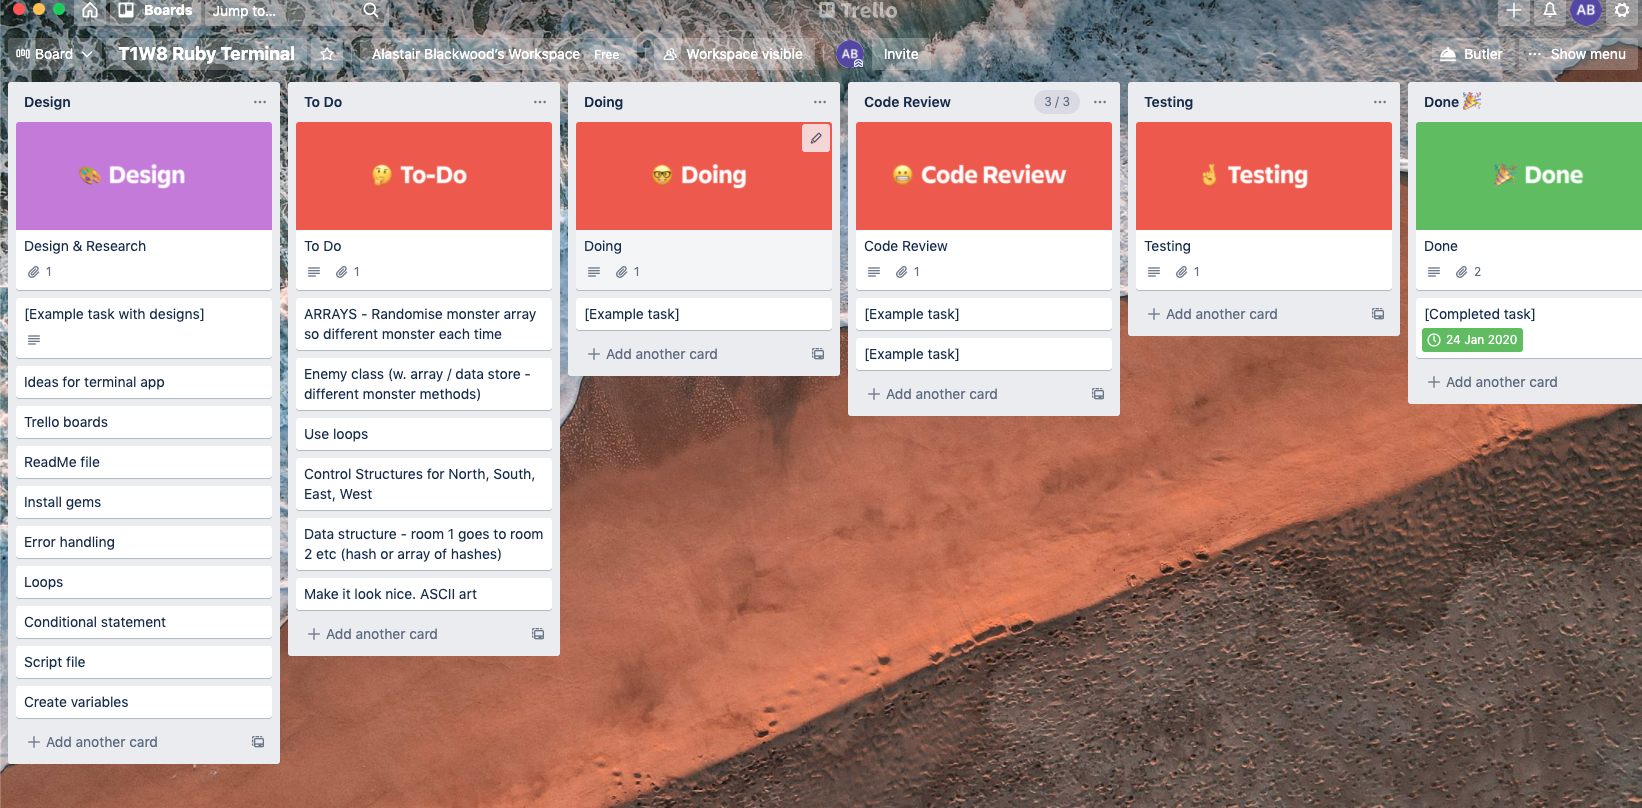 Boards
Jump to...
Trello
AB
Board
T1W8 Ruby Terminal
Alastair Blackwood's Workspace
Free
Workspace visible
AB
Invite
Butler
Show menu
Design
Design
Design & Research
1
[Example task with designs]
Ideas for terminal app
Trello boards
ReadMe file
Install gems
Error handling
Loops
Conditional statement
Script file
Create variables
+ Add another card
To Do
To-Do
To Do
1
ARRAYS - Randomise monster array
so different monster each time
Enemy class (w. array / data store -
different monster methods)
Use loops
Control Structures for North, South,
East, West
Data structure - room 1 goes to room
2 etc (hash or array of hashes)
Make it look nice. ASCII art
+ Add another card
Doing
Doing
Doing
1
[Example task]
+ Add another card
Code Review
3 / 3
Code Review
Code Review
1
[Example task]
[Example task]
+ Add another card
Testing
Testing
Testing
1
+ Add another card
Done 🎉
Done
Done
2
[Completed task]
24 Jan 2020
+ Add another card